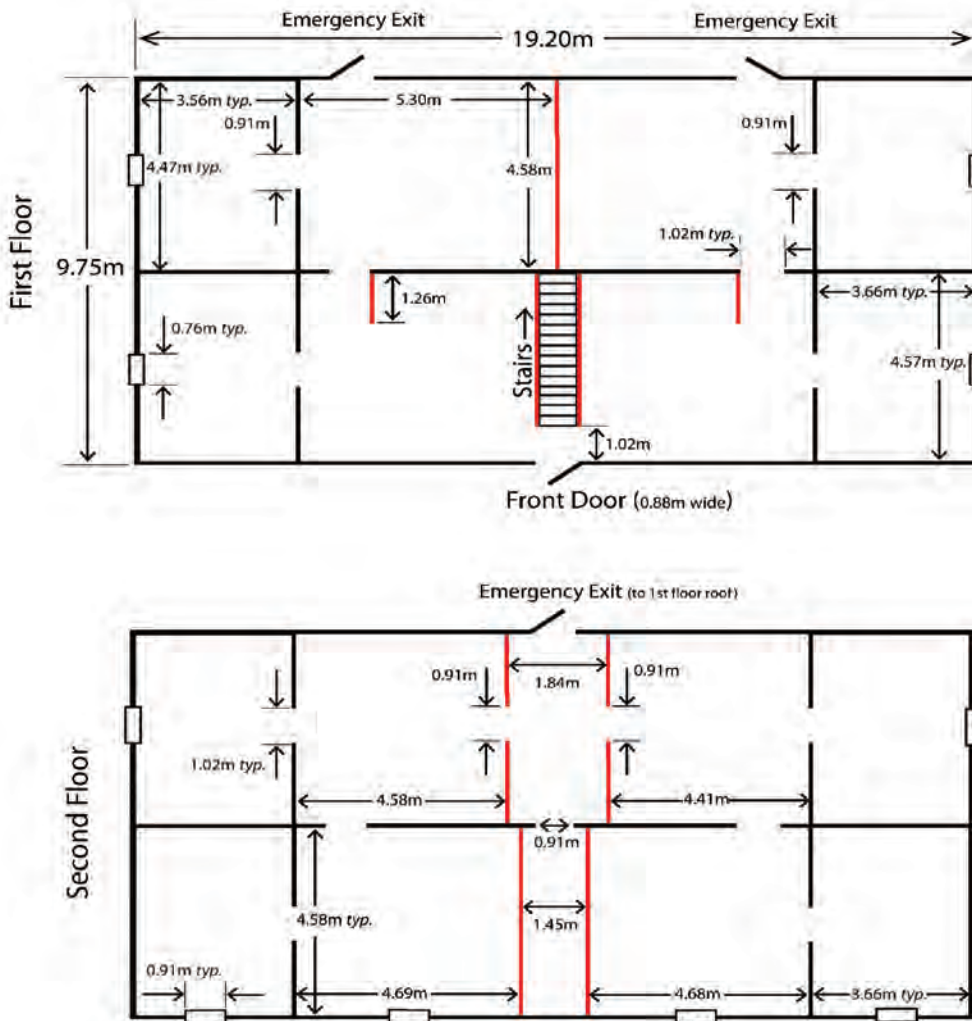 Emergency Exit
Emergency Exit
19.20m
3.56m typ.
5.30m
0.91m
0.91m
4.47m typ.
4.58m
First Floor
9.75m
1.02m typ.
1.26m
3.66m typ.
0.76m typ.
Stairs
4.57m typ.
1.02m
Front Door (0.88m wide)
Emergency Exit (to 1st floor roof)
0.91m
1.84m
0.91m
1.02m typ.
Second Floor
4.58m
4.41m
0.91m
4.58m typ.
1.45m
0.91m typ.
4.69m
4.68m
3.66m typ.